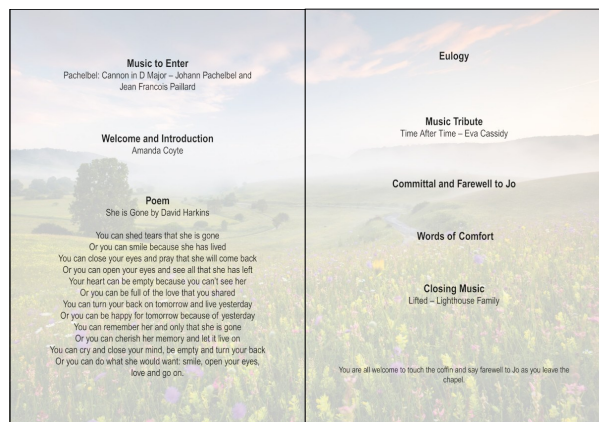 Music to Enter
Pachelbel: Cannon in D Major – Johann Pachelbel and
Jean Francois Paillard
Welcome and Introduction
Amanda Coyte
Poem
She is Gone by David Harkins
You can shed tears that she is gone
Or you can smile because she has lived
You can close your eyes and pray that she will come back
Or you can open your eyes and see all that she has left
Your heart can be empty because you can't see her
Or you can be full of the love that you shared
You can turn your back on tomorrow and live yesterday
Or you can be happy for tomorrow because of yesterday
You can remember her and only that she is gone
Or you can cherish her memory and let it live on
You can cry and close your mind, be empty and turn your back
Or you can do what she would want: smile, open your eyes,
love and go on.
Eulogy
Music Tribute
Time After Time – Eva Cassidy
Committal and Farewell to Jo
Words of Comfort
Closing Music
Lifted – Lighthouse Family
You are all welcome to touch the coffin and say farewell to Jo as you leave the
chapel.